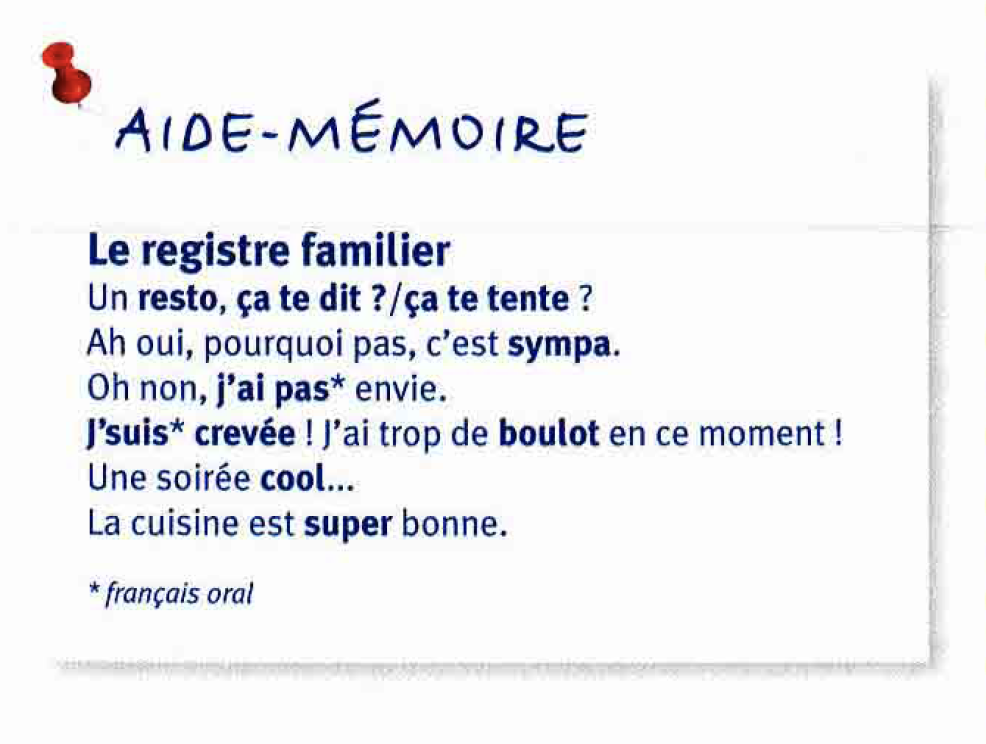 AIDE-MÉMOIRE
Le registre familier
Un resto, ça te dit ?/ça te tente ?
Ah oui, pourquoi pas, c'est sympa.
Oh non, j'ai pas* envie.
J'suis* crevée ! J'ai trop de boulot en ce moment !
Une soirée cool...
La cuisine est super bonne.
* français oral